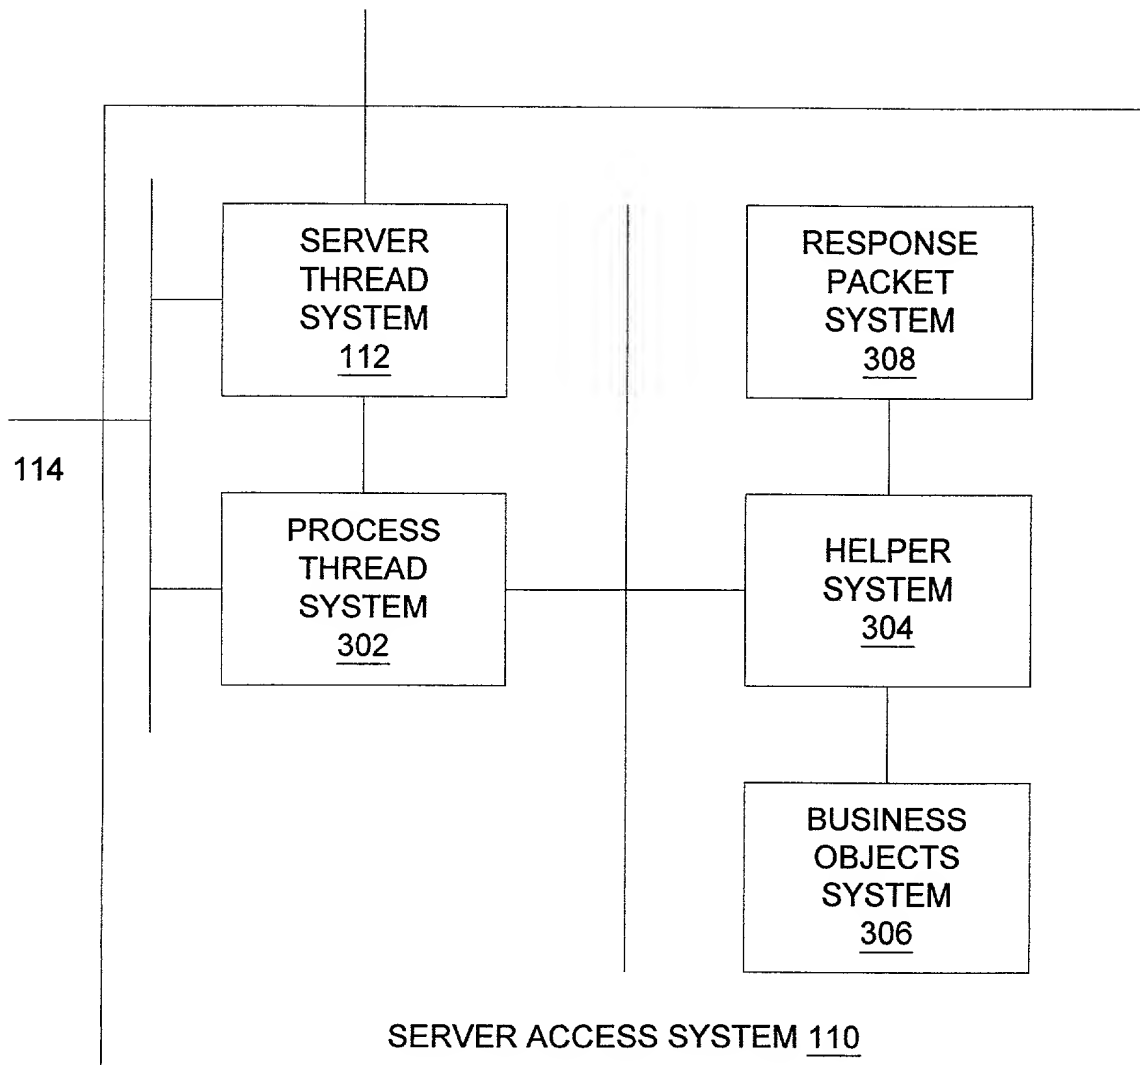 SERVER
THREAD
SYSTEM
112
RESPONSE
PACKET
SYSTEM
308
114
PROCESS
THREAD
SYSTEM
302
HELPER
SYSTEM
304
BUSINESS
OBJECTS
SYSTEM
306
SERVER ACCESS SYSTEM 110